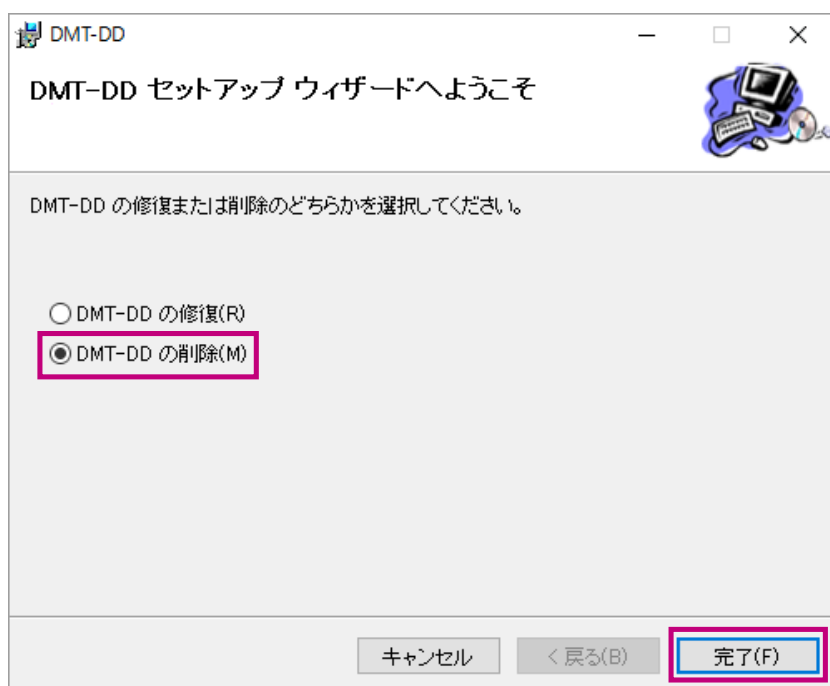 DMT-DD
DMT-DD セットアップ ウィザードへようこそ
DMT-DD の修復または削除のどちらかを選択してください。
DMT-DD の修復(R)
DMT-DD の削除(M)
キャンセル
< 戻る(B)
完了(F)